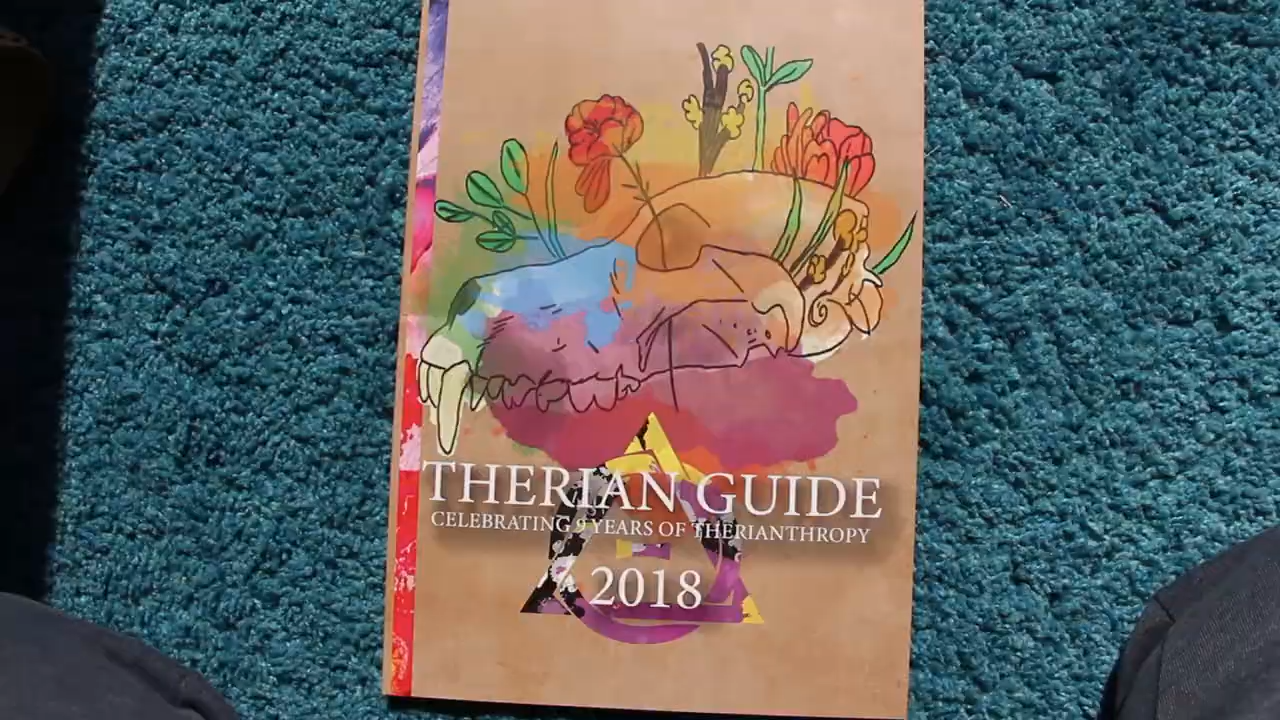 THERIAN GUIDE
CELEBRATING 9 YEARS OF THERIANTHROPY
2018